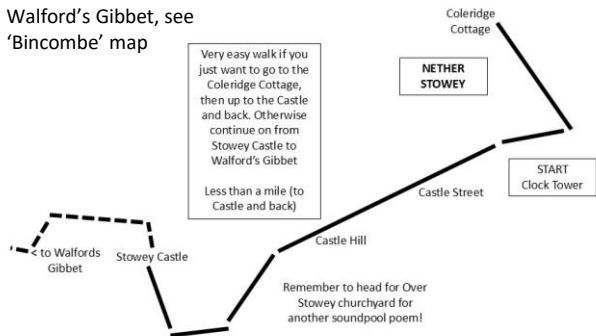 Walford’s Gibbet, see
‘Bincombe’ map
Coleridge
Cottage
Very easy walk if you
just want to go to the
Coleridge Cottage,
then up to the Castle
and back. Otherwise
continue on from
Stowey Castle to
Walford’s Gibbet
Less than a mile (to
Castle and back)
NETHER
STOWEY
START
Clock Tower
Castle Street
Castle Hill
< to Walfords
Gibbet
Stowey Castle
Remember to head for Over
Stowey churchyard for
another soundpool poem!